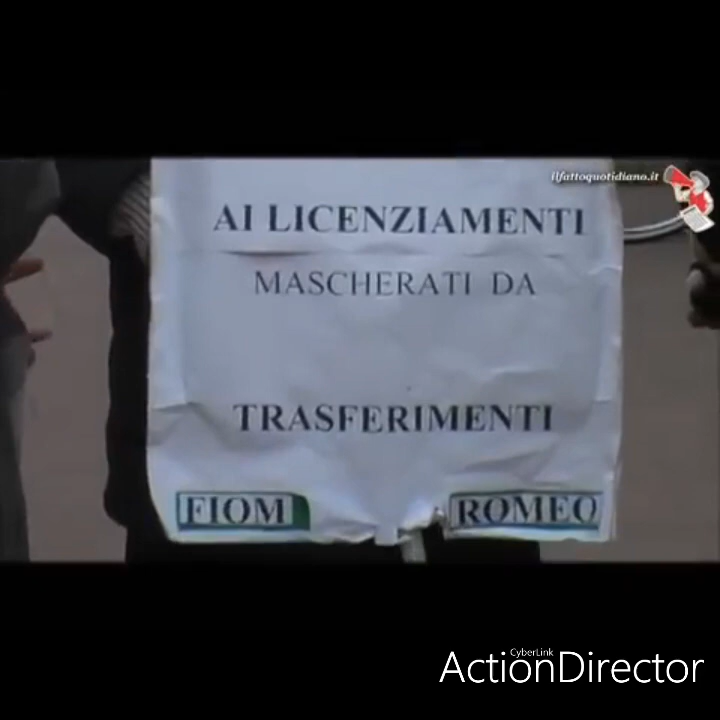 ilfattoquotidiano.it
AI LICENZIAMENTI
MASCHERATI DA
TRASFERIMENTI
FIOM ROMEO
CyberLink
ActionDirector